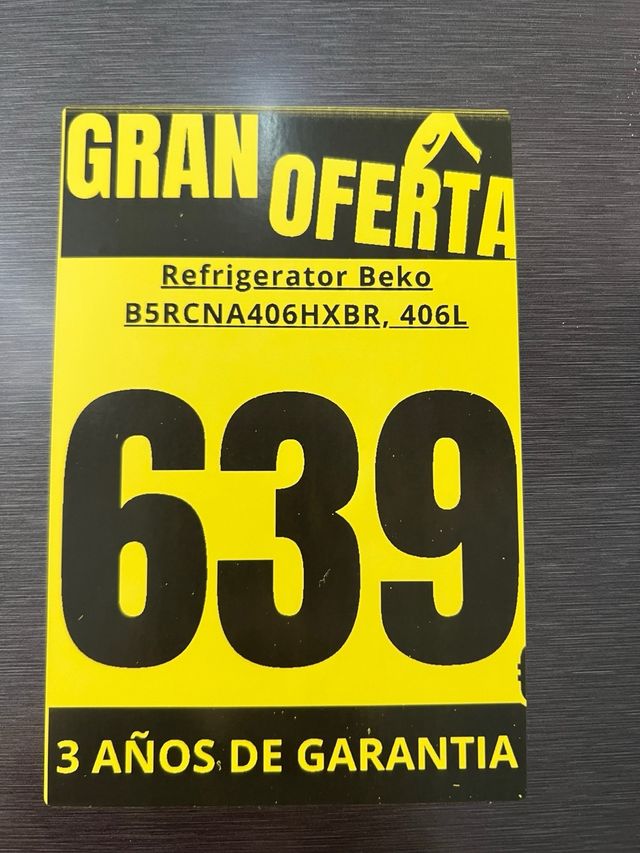 GRAN
OFERTA
Refrigerator Beko
B5RCNA406HXBR, 406L
639
3 AÑOS DE GARANTIA